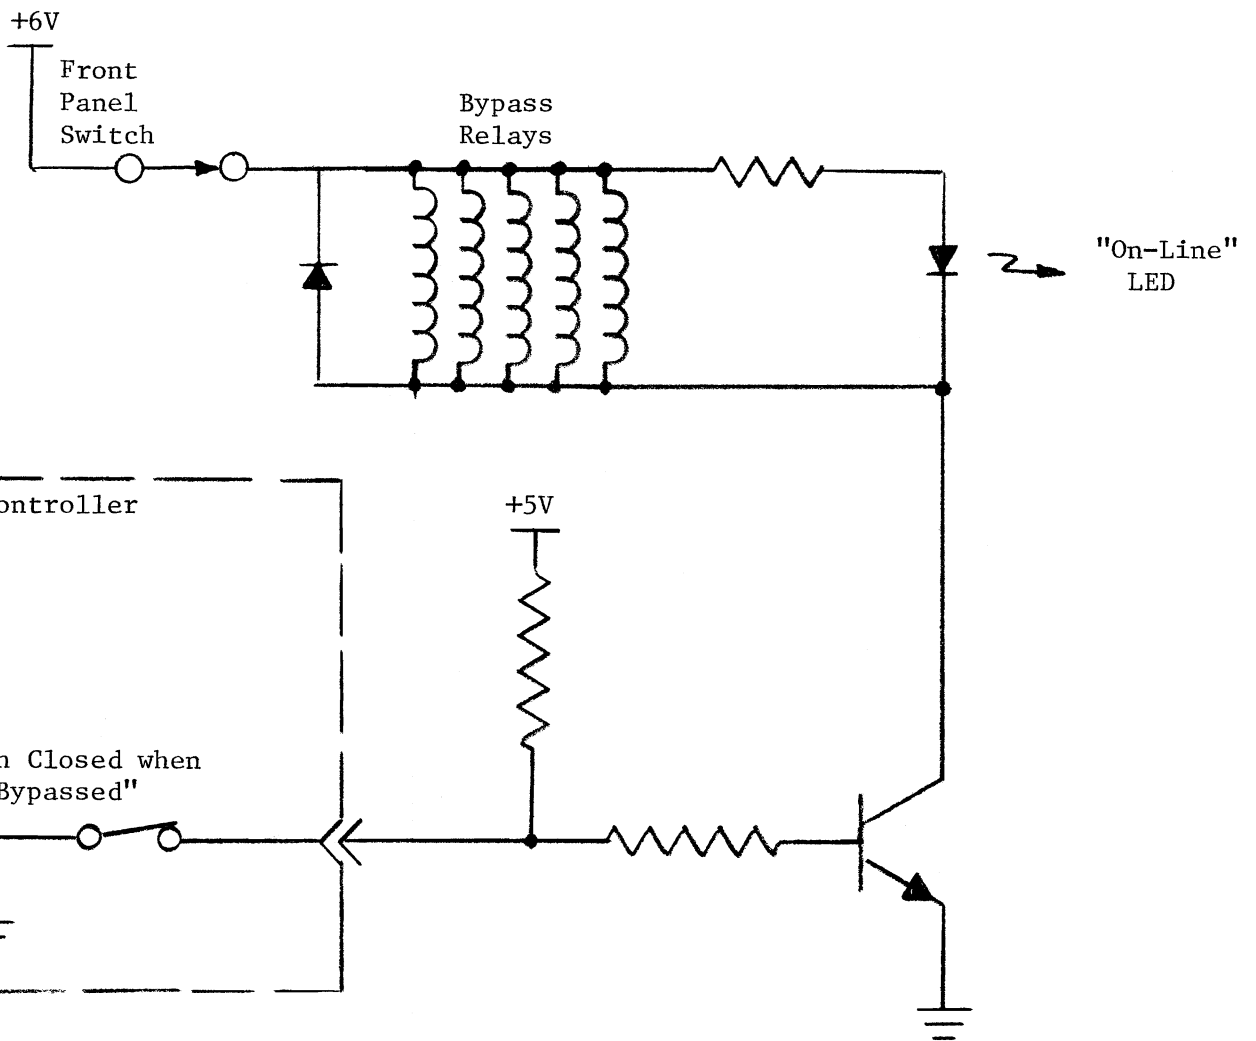 +6V
Front
Panel
Switch
Bypass
Relays
"On-Line"
LED
ontroller
+5V
n Closed when
Bypassed"